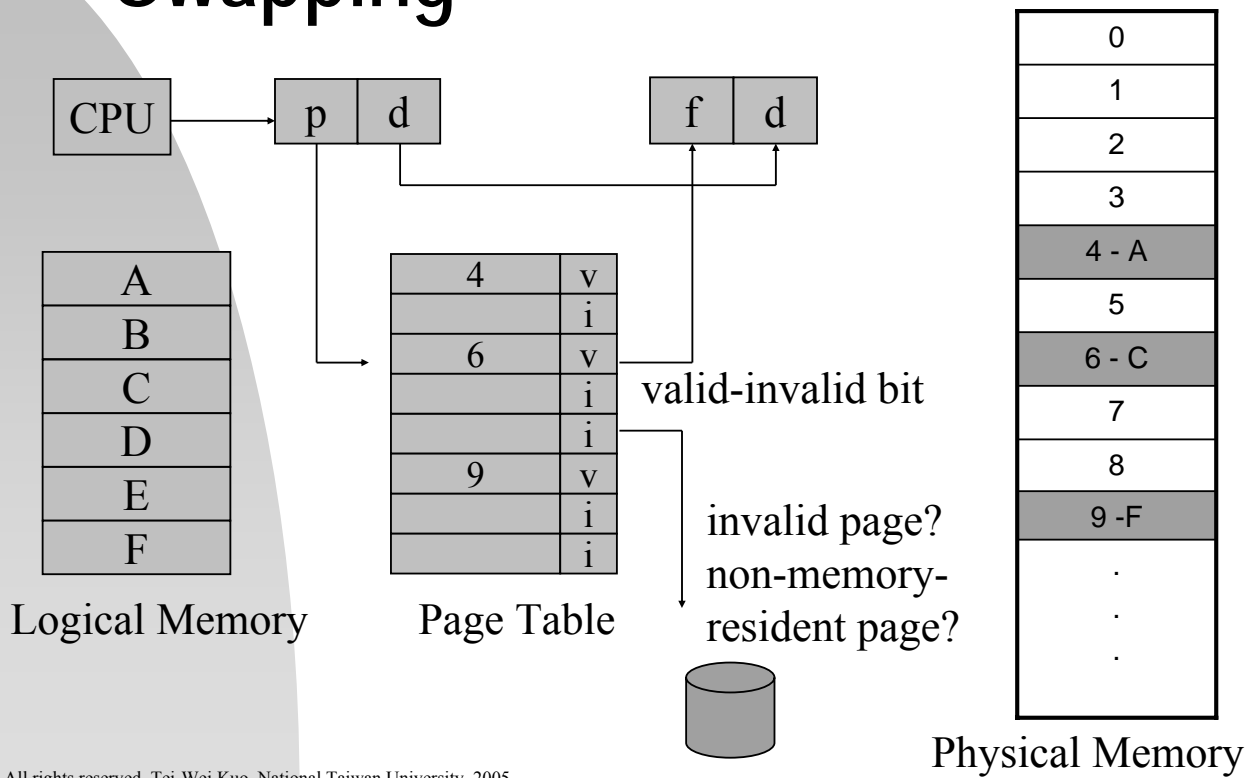 Swapping
CPU
p d
f d
A
B
C
D
E
F
Logical Memory
4 v
i
6 v
i
i
9 v
i
i
Page Table
valid-invalid bit
invalid page?
non-memory-
resident page?
0
1
2
3
4 - A
5
6 - C
7
8
9 -F
.
.
.
Physical Memory
All rights reserved, Tei-Wei Kuo, National Taiwan University, 2005